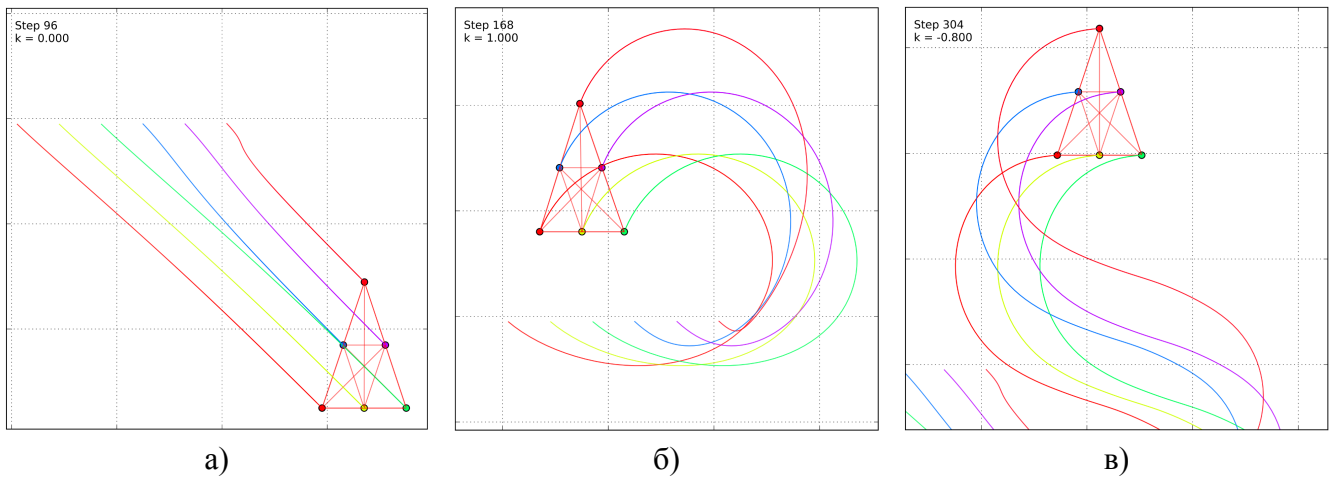 Step 96
k = 0.000
Step 168
k = 1.000
Step 304
k = -0.800
а)
б)
в)